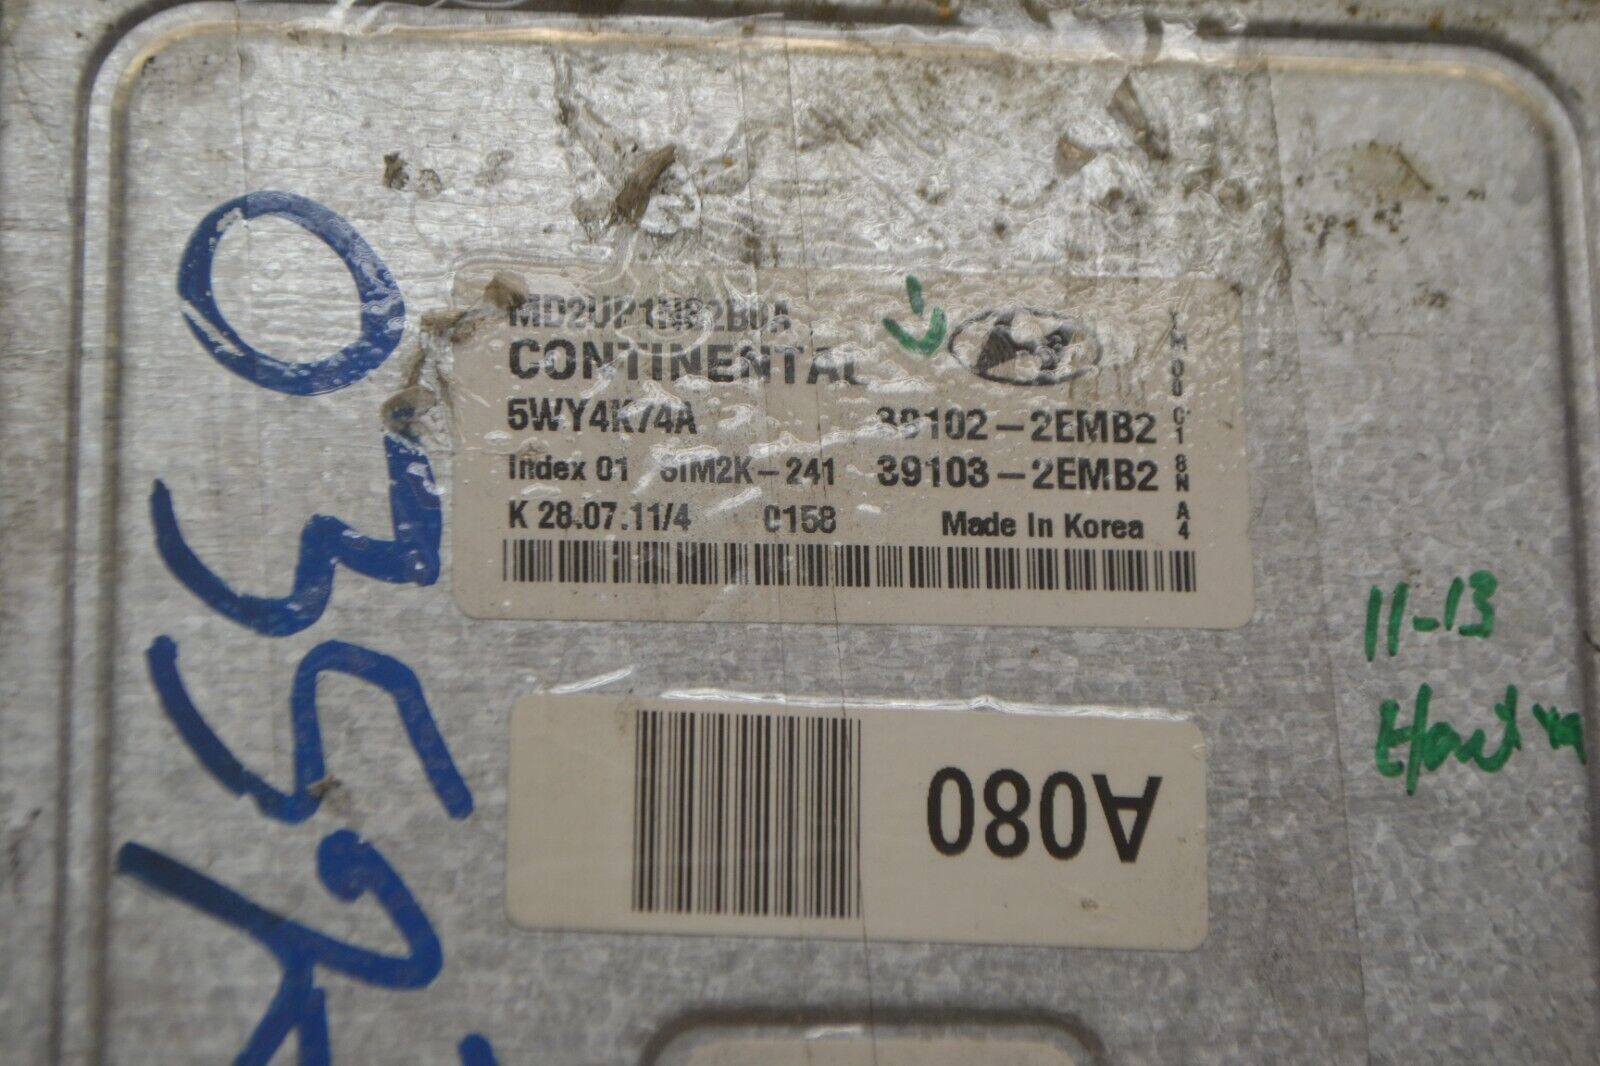 MD2UP1NS2B0A
CONTINENTAL
5WY4K74A 39102-2EMB2
Index 01 SIM2K-241 39103-2EMB2
K 28.07.11/4 0158 Made In Korea
A080
11-13